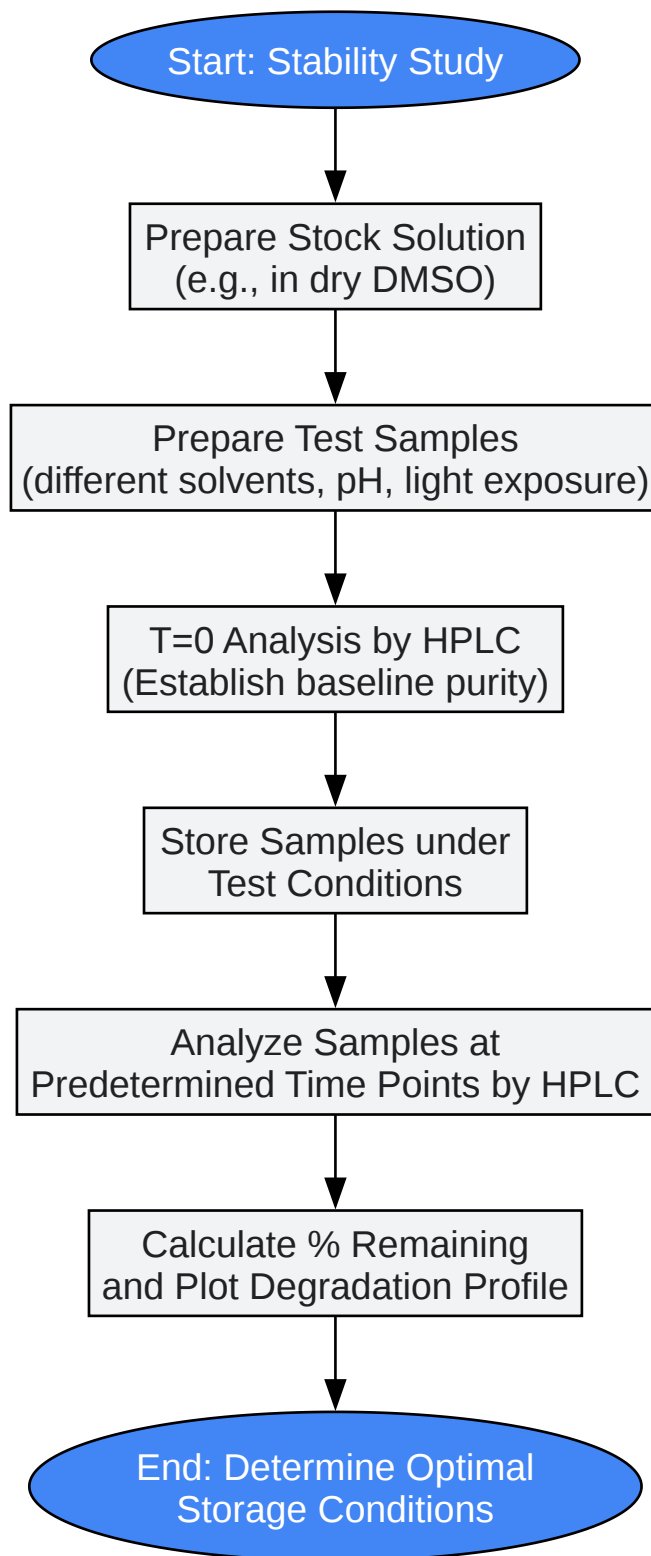 Start: Stability Study
Prepare Stock Solution
(e.g., in dry DMSO)
Prepare Test Samples
(different solvents, pH, light exposure)
T=0 Analysis by HPLC
(Establish baseline purity)
Store Samples under
Test Conditions
Analyze Samples at
Predetermined Time Points by HPLC
Calculate % Remaining
and Plot Degradation Profile
End: Determine Optimal
Storage Conditions